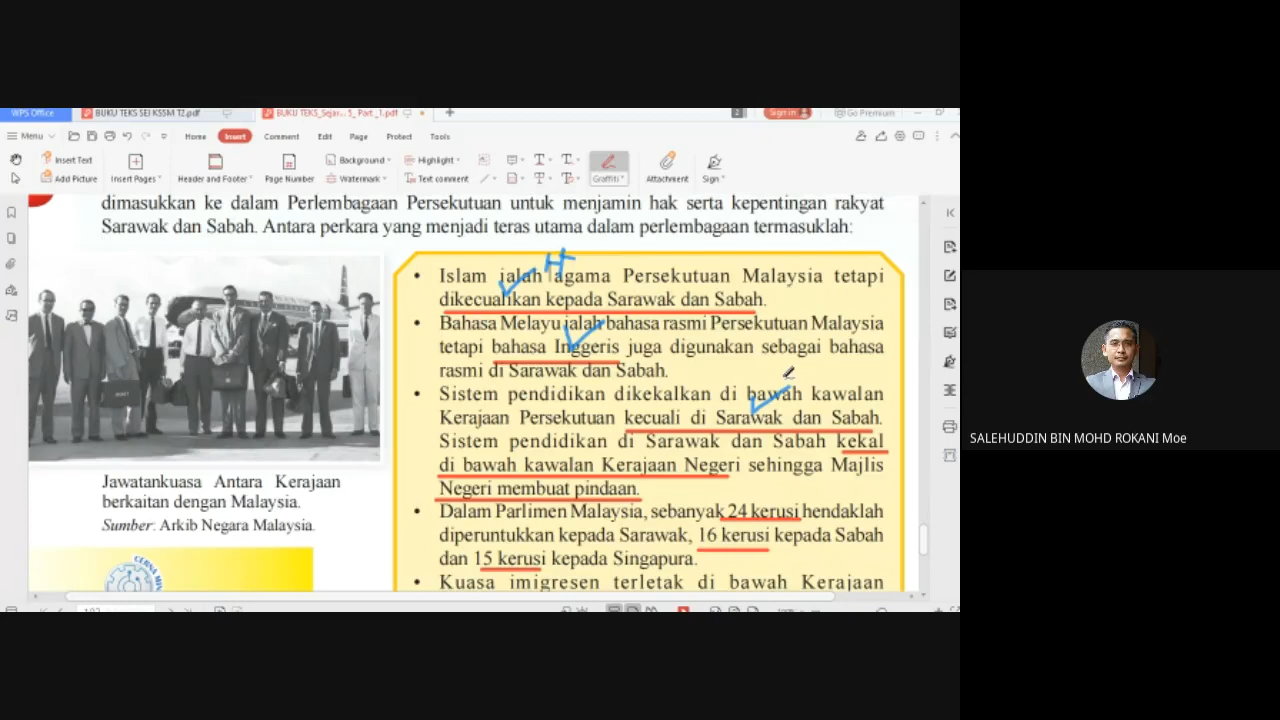 WPS Office
BUKU TEKS SEJ KSSM T2.pdf
BUKU TEKS_Sejar... 5_ Part_1.pdf
2
Sign in
Go Premium
Menu
Home
Insert
Comment
Edit
Page
Protect
Tools
Insert Text
Add Picture
Insert Pages
Header and Footer
Page Number
Background
Watermark
Highlight
Text comment
Graffiti
Attachment
Sign
dimasukkan ke dalam Perlembagaan Persekutuan untuk menjamin hak serta kepentingan rakyat
Sarawak dan Sabah. Antara perkara yang menjadi teras utama dalam perlembagaan termasuklah:
• Islam ialah agama Persekutuan Malaysia tetapi
dikecualikan kepada Sarawak dan Sabah.
• Bahasa Melayu ialah bahasa rasmi Persekutuan Malaysia
tetapi bahasa Inggeris juga digunakan sebagai bahasa
rasmi di Sarawak dan Sabah.
• Sistem pendidikan dikekalkan di bawah kawalan
Kerajaan Persekutuan kecuali di Sarawak dan Sabah.
Sistem pendidikan di Sarawak dan Sabah kekal
di bawah kawalan Kerajaan Negeri sehingga Majlis
Negeri membuat pindaan.
• Dalam Parlimen Malaysia, sebanyak 24 kerusi hendaklah
diperuntukkan kepada Sarawak, 16 kerusi kepada Sabah
dan 15 kerusi kepada Singapura.
• Kuasa imigresen terletak di bawah Kerajaan
Jawatankuasa Antara Kerajaan
berkaitan dengan Malaysia.
Sumber: Arkib Negara Malaysia.
SALEHUDDIN BIN MOHD ROKANI Moe